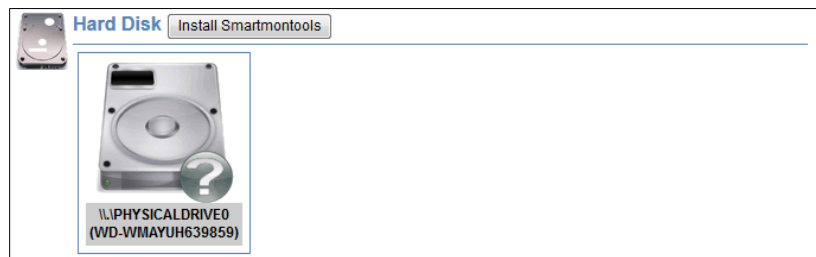 Hard Disk Install Smartmontools
?
\\.\PHYSICALDRIVE0
(WD-WMAYUH639859)